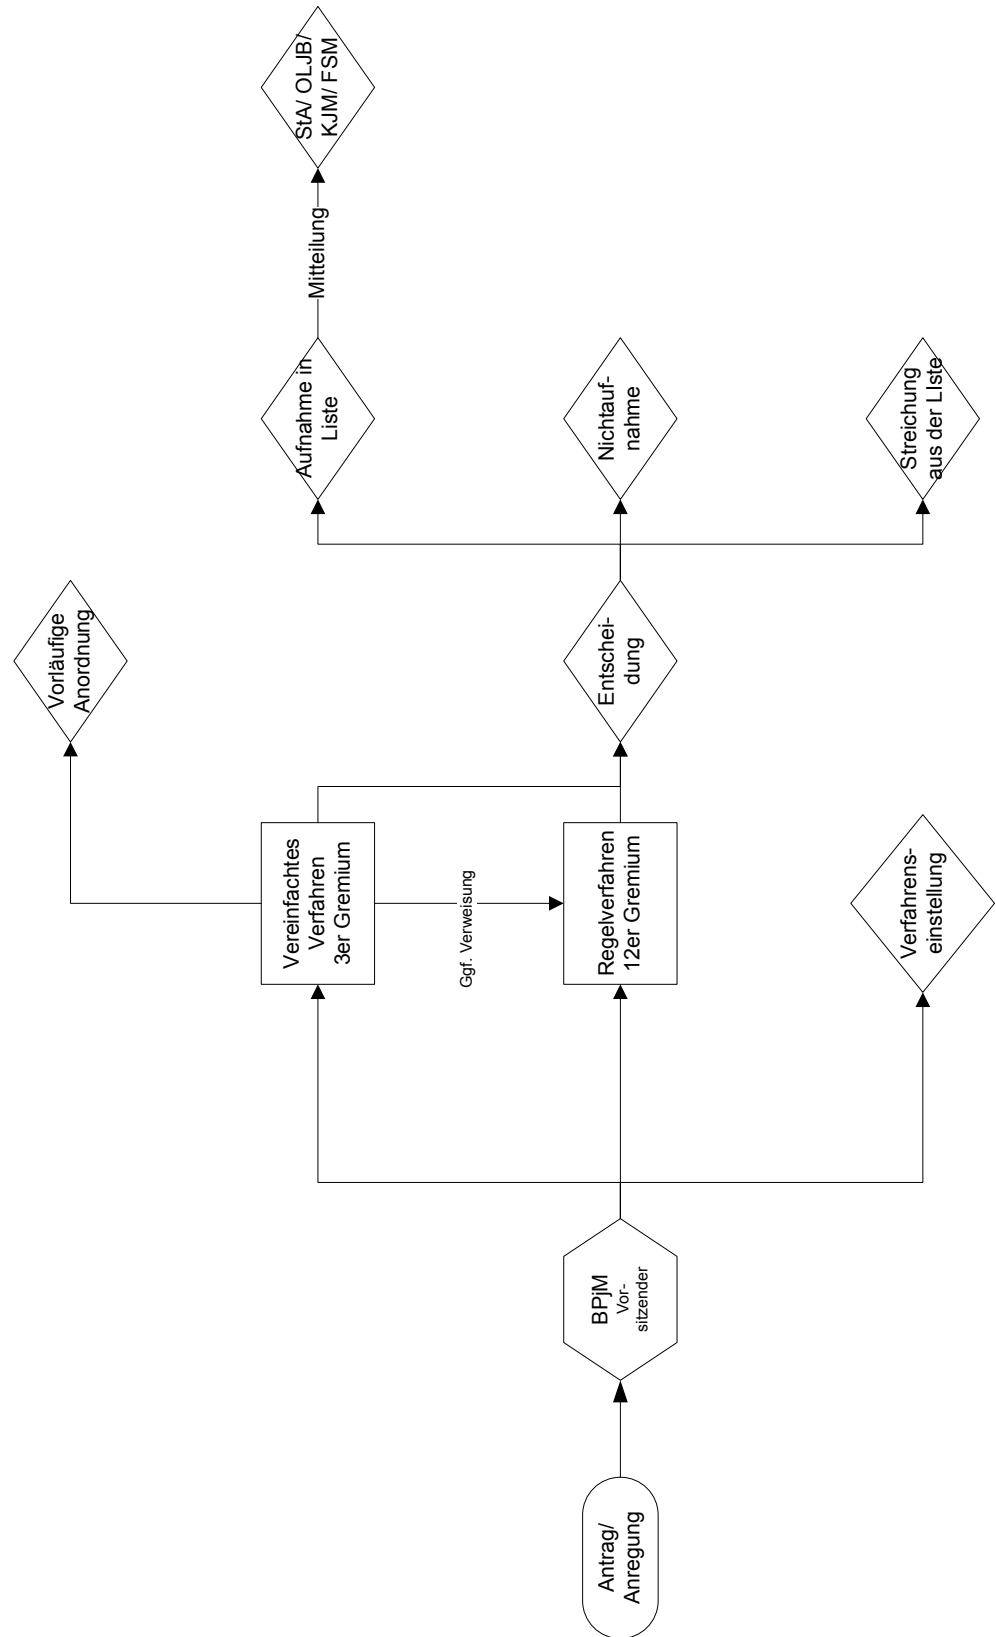 Antrag/
Anregung
BPjM
Vor-
sitzender
Vereinfachtes
Verfahren
3er Gremium
Ggf. Verweisung
Regelverfahren
12er Gremium
Verfahrens-
einstellung
Vorläufige
Anordnung
Entschei-
dung
Aufnahme in
Liste
Nichtauf-
nahme
Streichung
aus der LIste
Mitteilung
StA/ OLJB/
KJM/ FSM